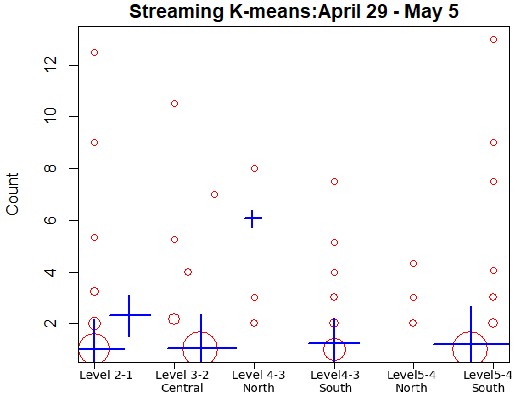 Streaming K-means:April 29 - May 5
Count
12
10
8
6
4
2
Level 2-1
Level 3-2
Central
Level 4-3
North
Level4-3
South
Level5-4
North
Level5-4
South